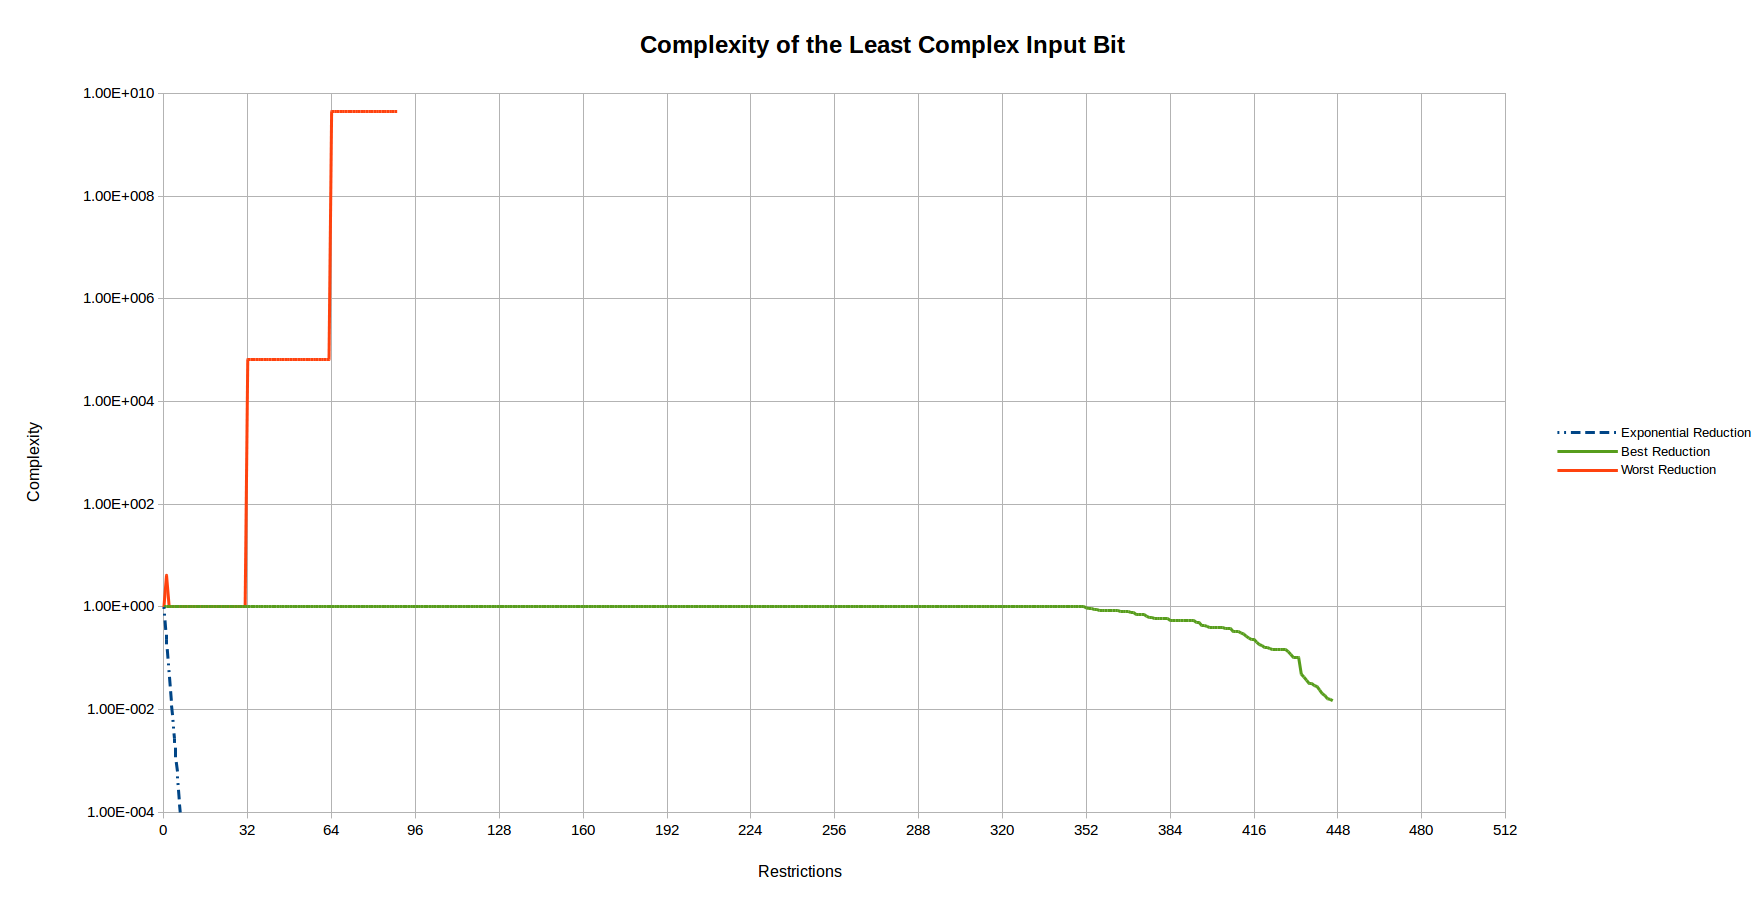 Complexity of the Least Complex Input Bit
1.00E+010
1.00E+008
1.00E+006
1.00E+004
1.00E+002
1.00E+000
1.00E-002
1.00E-004
Complexity
0 32 64 96 128 160 192 224 256 288 320 352 384 416 448 480 512
Restrictions
Exponential Reduction
Best Reduction
Worst Reduction